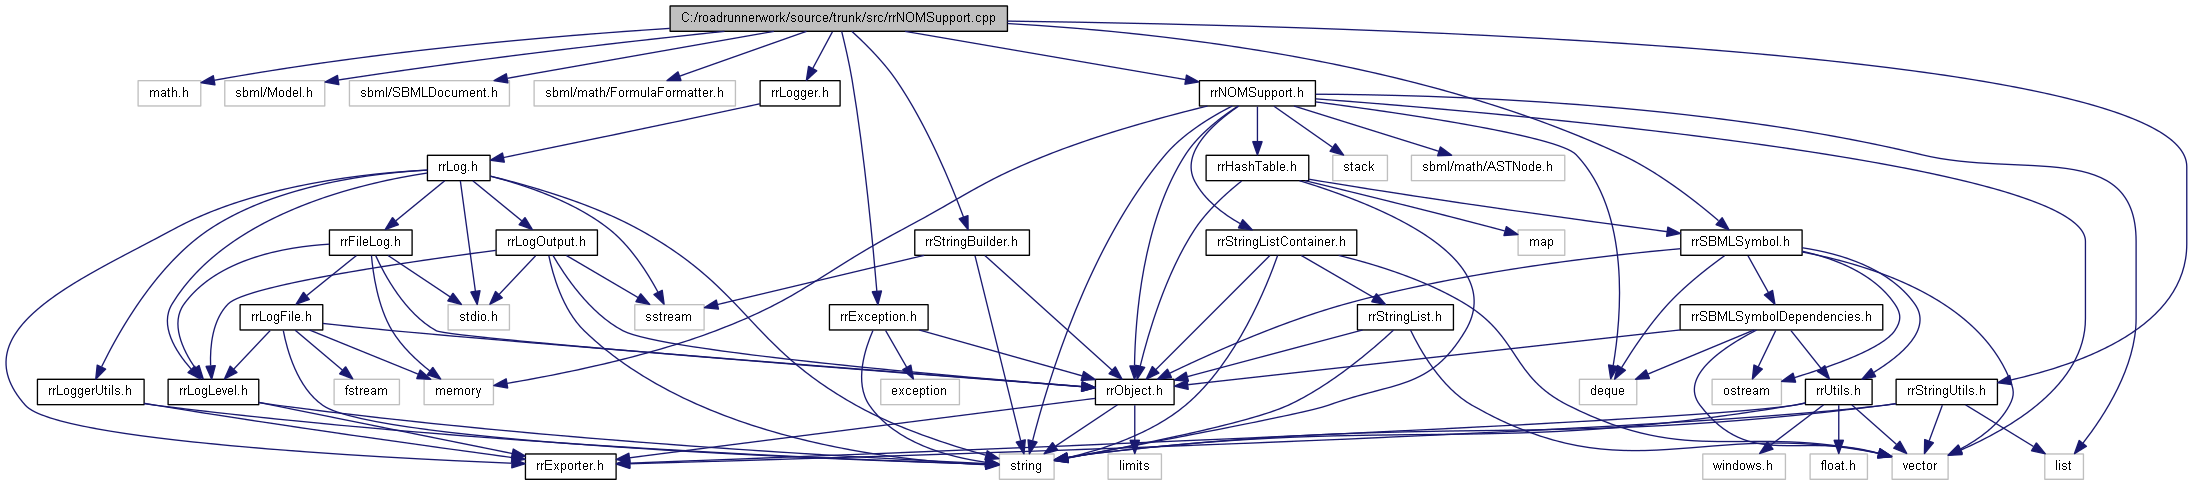 C:/roadrunnerwork/source/trunk/src/rrNOMSupport.cpp
math.h
sbml/Model.h
sbml/SBMLDocument.h
sbml/math/FormulaFormatter.h
rrLogger.h
rrNOMSupport.h
rrLog.h
rrHashTable.h
stack
sbml/math/ASTNode.h
rrFileLog.h
rrLogOutput.h
rrStringBuilder.h
rrStringListContainer.h
map
rrSBMLSymbol.h
rrLogFile.h
stdio.h
sstream
rrException.h
rrStringList.h
rrSBMLSymbolDependencies.h
rrLoggerUtils.h
rrLogLevel.h
fstream
memory
exception
rrObject.h
deque
ostream
rrUtils.h
rrStringUtils.h
rrExporter.h
string
limits
windows.h
float.h
vector
list